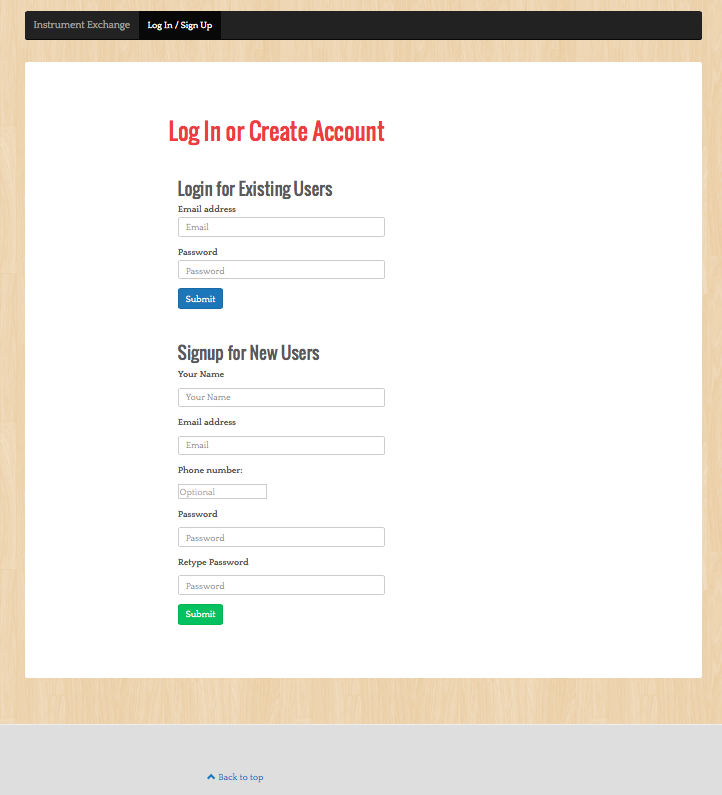 Instrument Exchange Log In / Sign Up
Log In or Create Account
Login for Existing Users
Email address
Email
Password
Password
Submit
Signup for New Users
Your Name
Your Name
Email address
Email
Phone number:
Optional
Password
Password
Retype Password
Password
Submit
Back to top